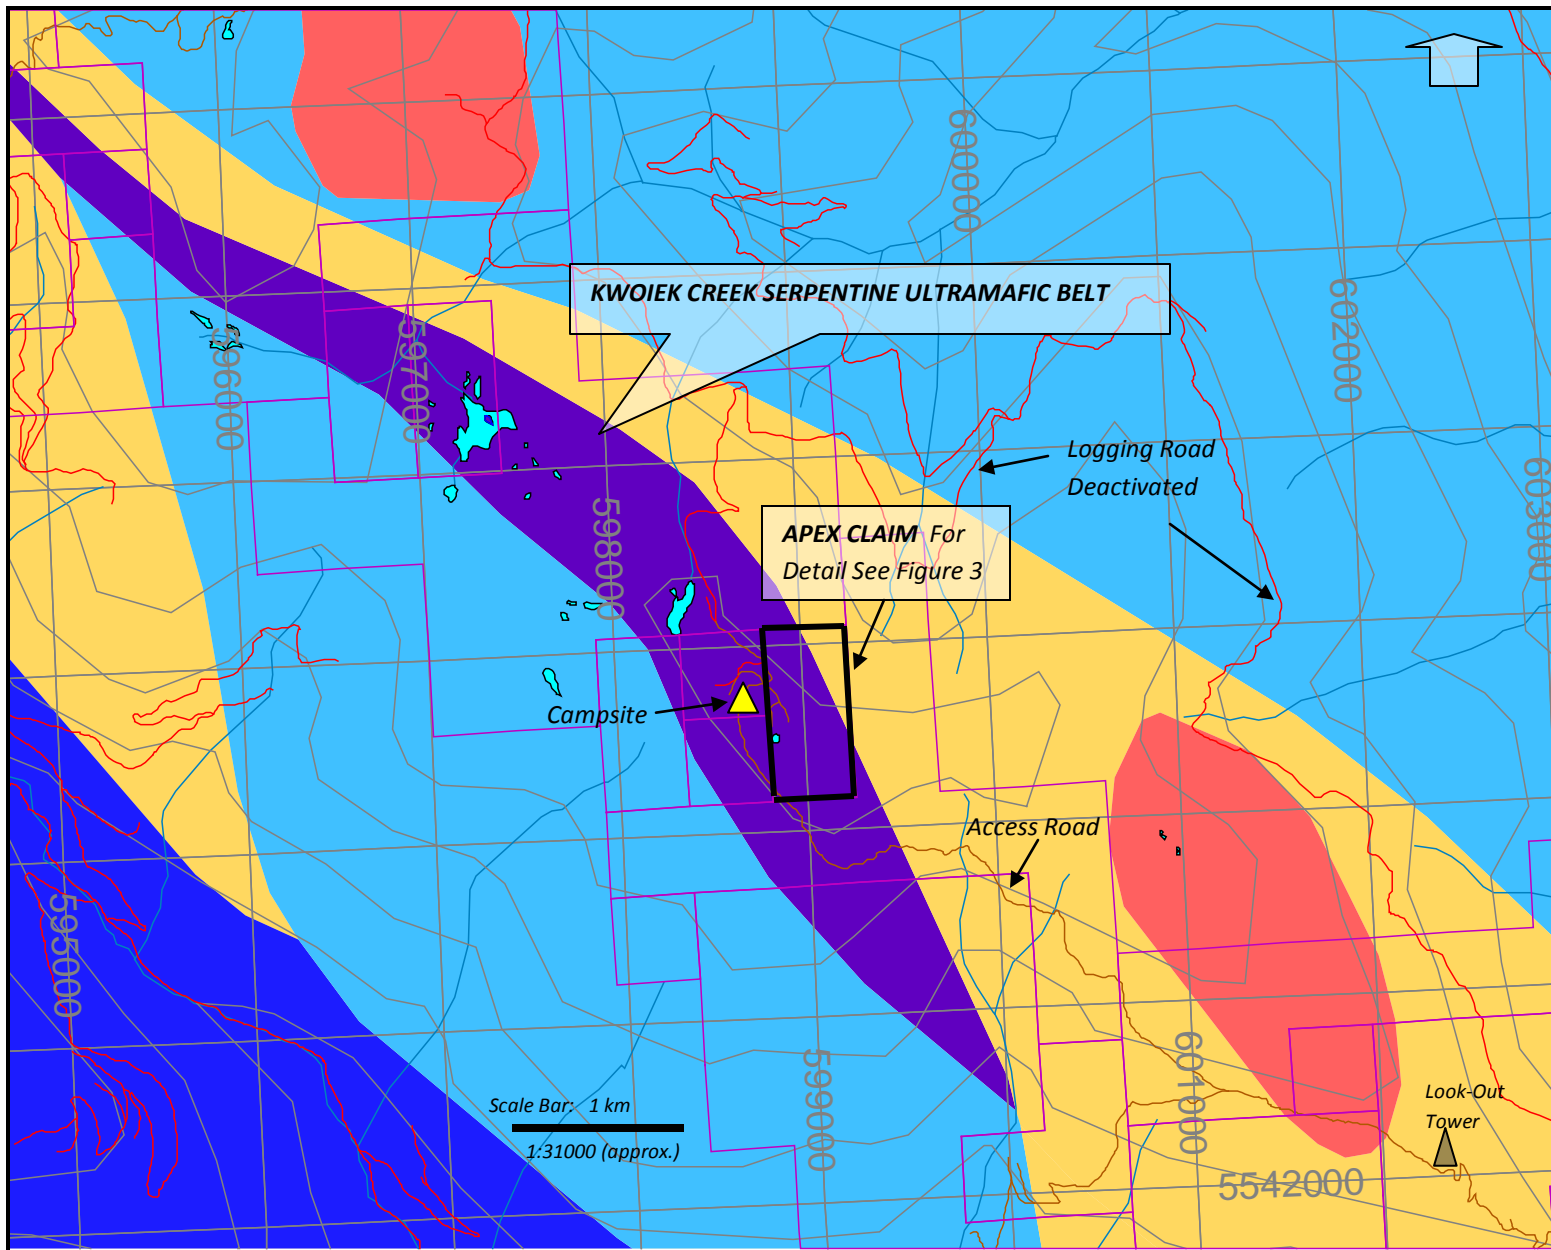 600000
KWOIEK CREEK SERPENTINE ULTRAMAFIC BELT
602000
597000
596000
Logging Road
Deactivated
603000
598000
APEX CLAIM For
Detail See Figure 3
Campsite
Access Road
595000
601000
599000
Scale Bar: 1 km
1:31000 (approx.)
Look-Out
Tower
5542000